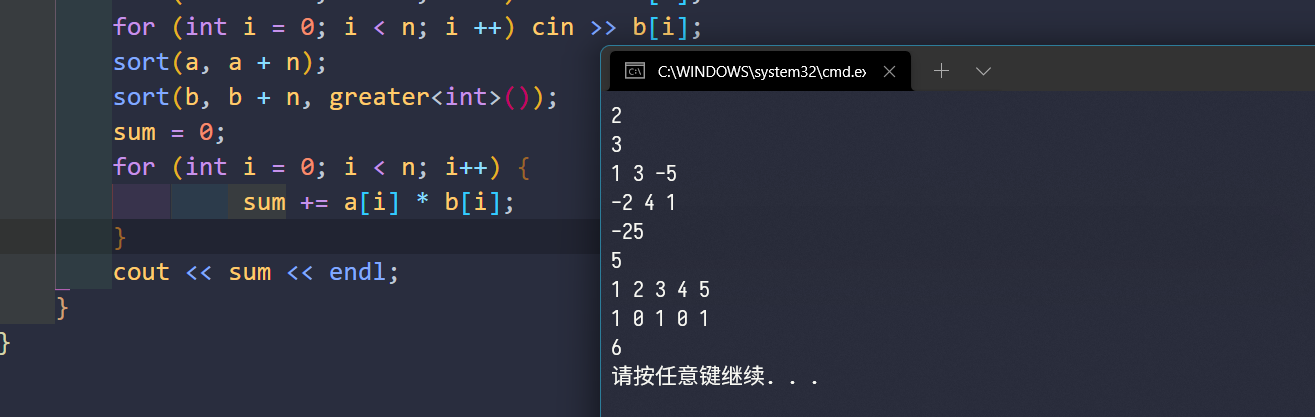 for (int i = 0; i < n; i ++) cin >> b[i];
sort(a, a + n);
sort(b, b + n, greater<int>());
sum = 0;
for (int i = 0; i < n; i++) {
sum += a[i] * b[i];
}
cout << sum << endl;
}
}
C:\WINDOWS\system32\cmd.ex
2
3
1 3 -5
-2 4 1
-25
5
1 2 3 4 5
1 0 1 0 1
6
请按任意键继续. . .